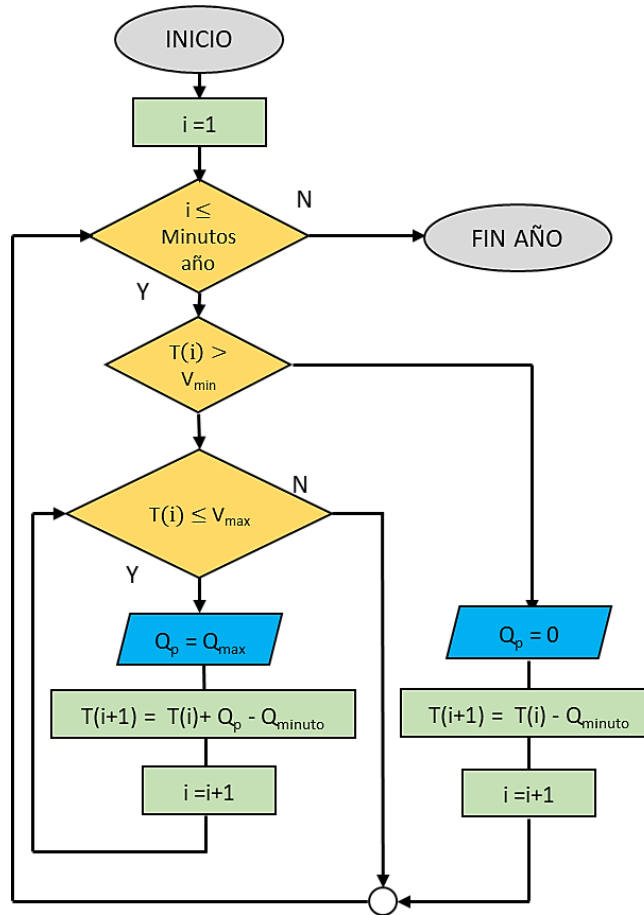 INICIO
i =1
i ≤
Minutos
año
N
FIN AÑO
Y
T(i) >
Vmin
T(i) ≤ Vmax
N
Y
Qp = Qmax
Qp = 0
T(i+1) = T(i)+ Qp - Qminuto
T(i+1) = T(i) - Qminuto
i =i+1
i =i+1